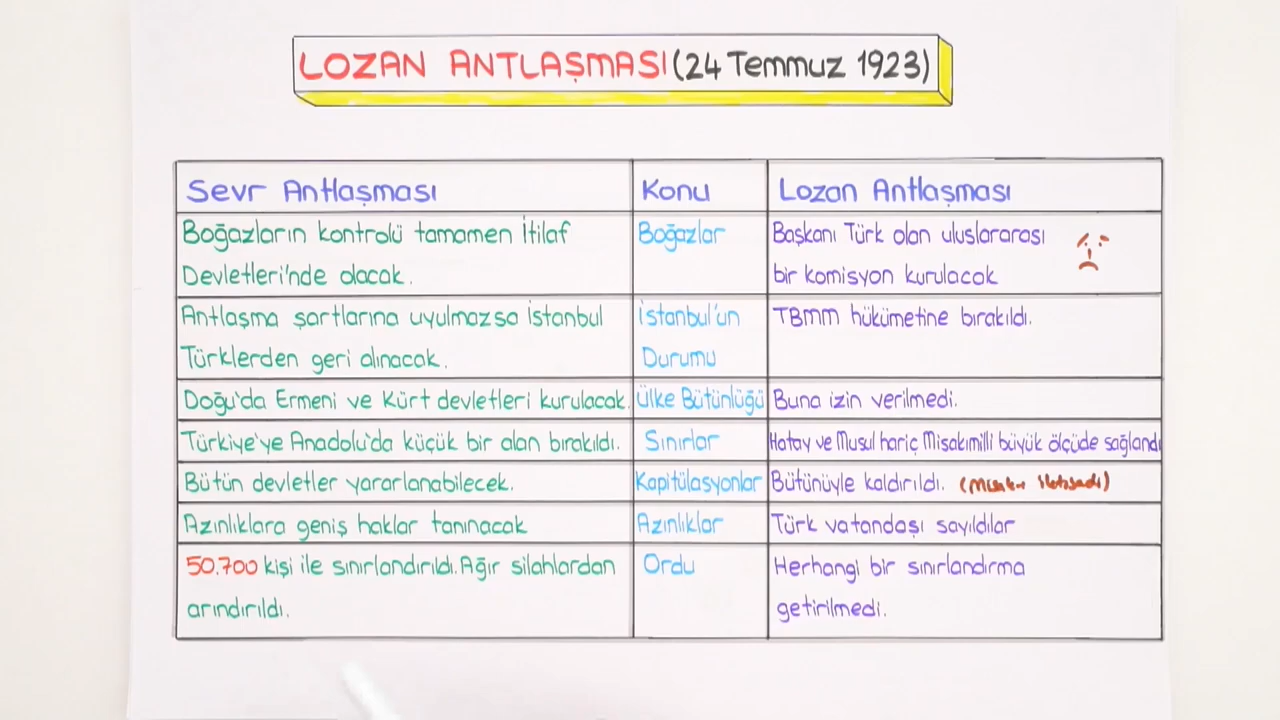 LOZAN ANTLAŞMASI (24 Temmuz 1923)
Sevr Antlaşması
Konu
Lozan Antlaşması
Boğazların kontrolü tamamen İtilaf
Devletleri'nde olacak.
Boğazlar
Başkanı Türk olan uluslararası
bir komisyon kurulacak
Antlaşma şartlarına uyulmazsa İstanbul
Türklerden geri alınacak.
İstanbul'un
Durumu
TBMM hükümetine bırakıldı.
Doğu'da Ermeni ve Kürt devletleri kurulacak.
Ülke Bütünlüğü
Buna izin verilmedi.
Türkiye'ye Anadolu'da küçük bir alan bırakıldı.
Sınırlar
Hatay ve Musul hariç Misakımilli büyük ölçüde sağlandı
Bütün devletler yararlanabilecek.
Kapitülasyonlar
Bütünüyle kaldırıldı.
Azınlıklara geniş haklar tanınacak
Azınlıklar
Türk vatandaşı sayıldılar
50.700 kişi ile sınırlandırıldı. Ağır silahlardan
arındırıldı.
Ordu
Herhangi bir sınırlandırma
getirilmedi.